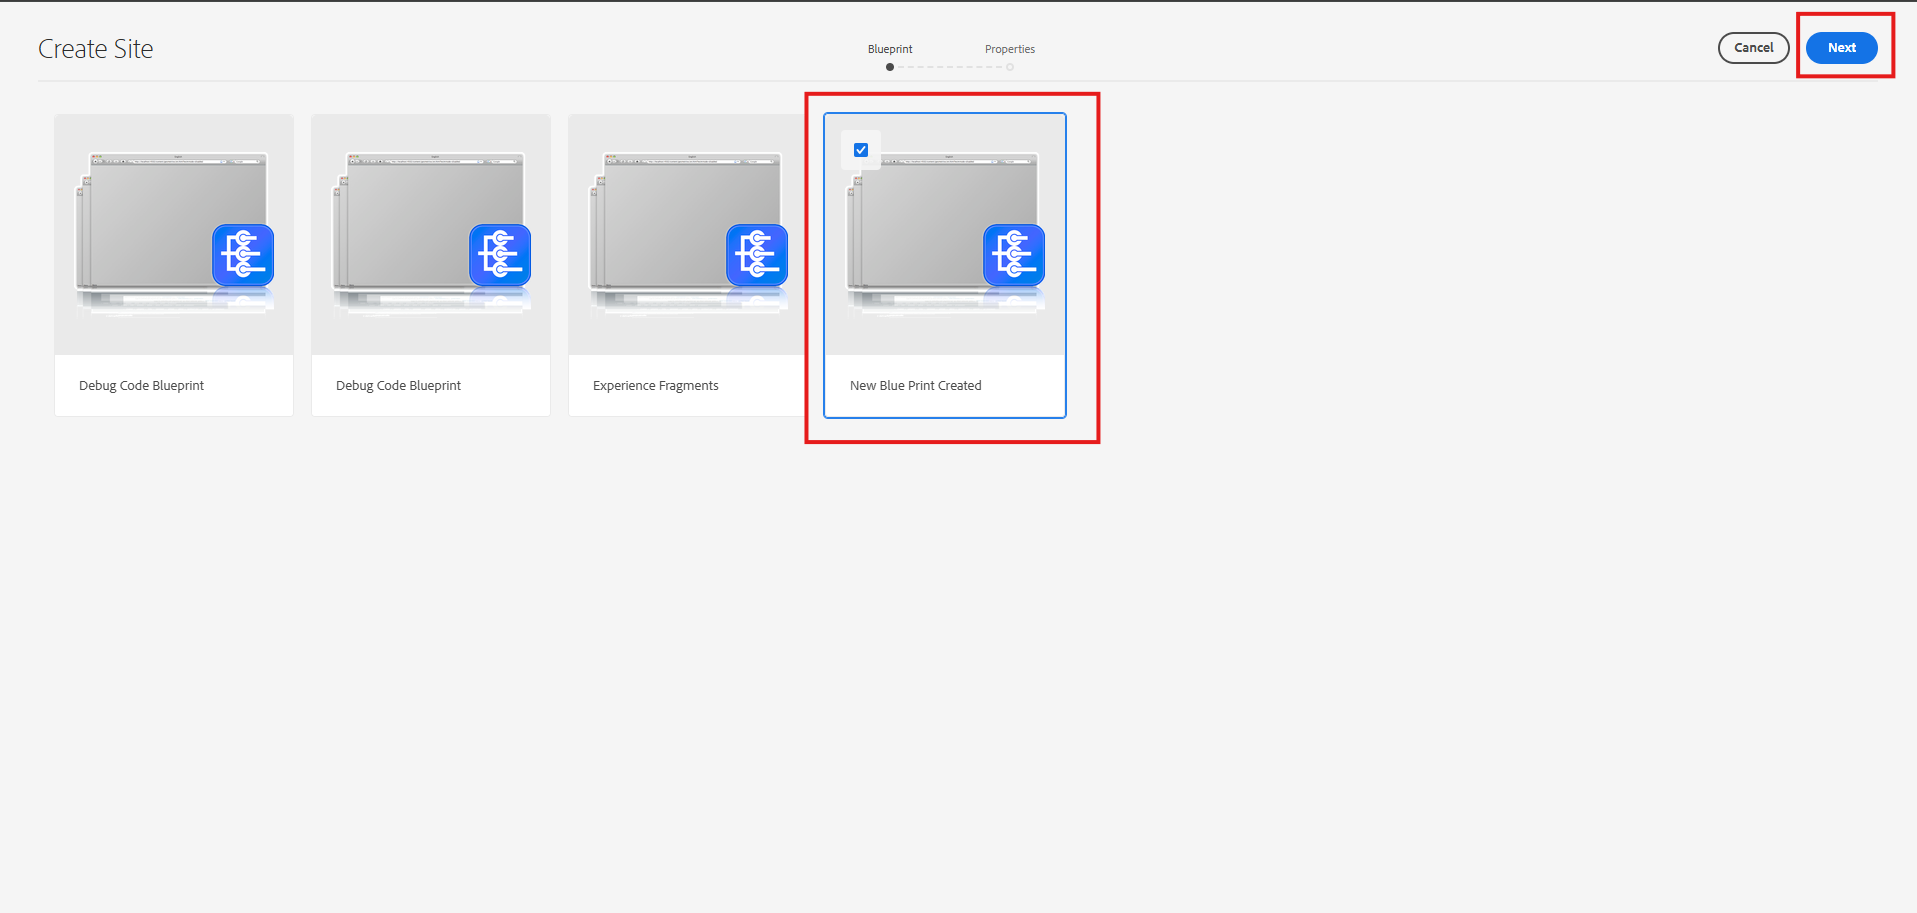 Create Site
Blueprint
Properties
Cancel
Next
Debug Code Blueprint
Debug Code Blueprint
Experience Fragments
New Blue Print Created